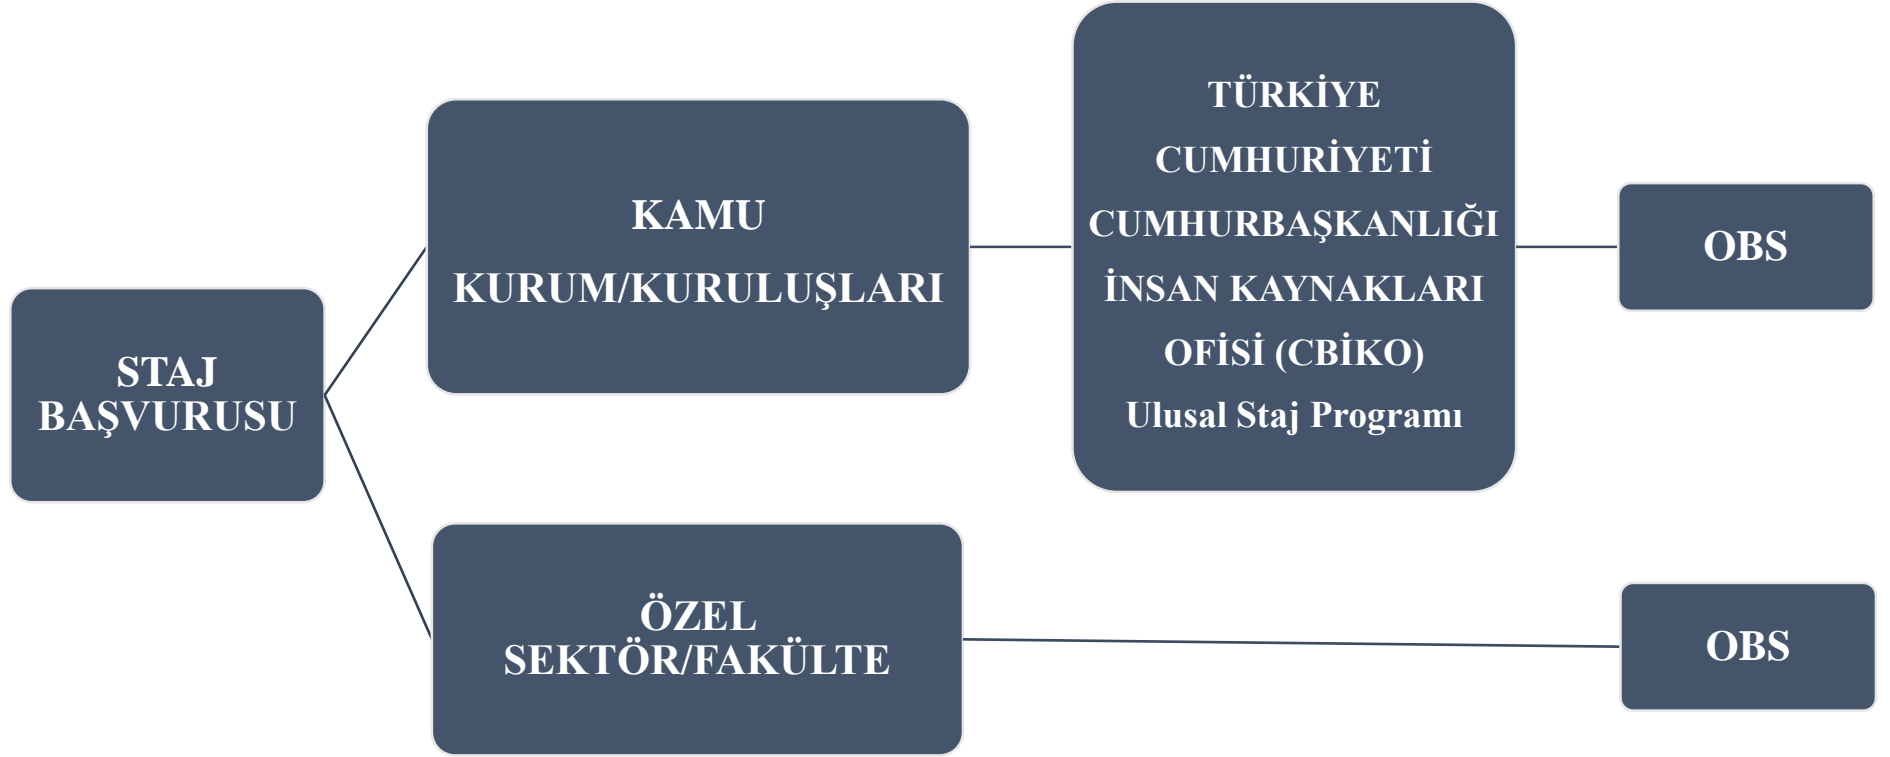 STAJ
BAŞVURUSU
KAMU
KURUM/KURULUŞLARI
TÜRKİYE
CUMHURİYETİ
CUMHURBAŞKANLIĞI
İNSAN KAYNAKLARI
OFİSİ (CBİKO)
Ulusal Staj Programı
OBS
ÖZEL
SEKTÖR/FAKÜLTE
OBS